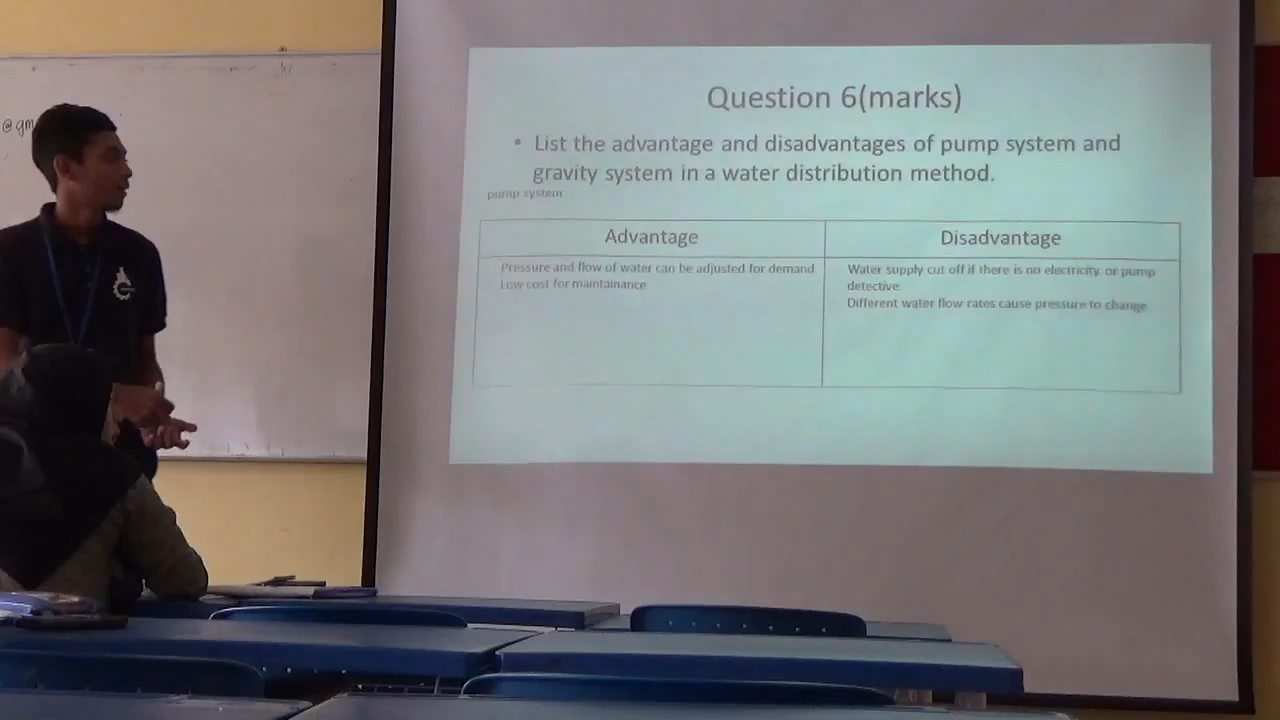 @gm
Question 6(marks)
• List the advantage and disadvantages of pump system and
gravity system in a water distribution method.
pump system
Advantage
Disadvantage
Pressure and flow of water can be adjusted for demand
Low cost for maintainance
Water supply cut off if there is no electricity or pump
detective
Different water flow rates cause pressure to change